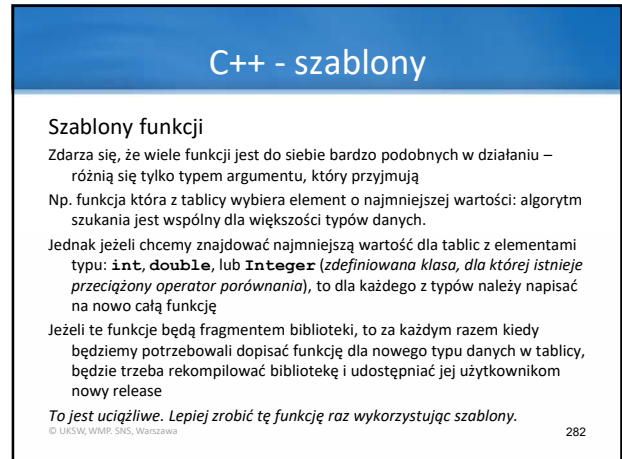 C++ - szablony
Szablony funkcji
Zdarza się, że wiele funkcji jest do siebie bardzo podobnych w działaniu –
różnią się tylko typem argumentu, który przyjmują
Np. funkcja która z tablicy wybiera element o najmniejszej wartości: algorytm
szukania jest wspólny dla większości typów danych.
Jednak jeżeli chcemy znajdować najmniejszą wartość dla tablic z elementami
typu: int, double, lub Integer (zdefiniowana klasa, dla której istnieje
przeciążony operator porównania), to dla każdego z typów należy napisać
na nowo całą funkcję
Jeżeli te funkcje będą fragmentem biblioteki, to za każdym razem kiedy
będziemy potrzebowali dopisać funkcję dla nowego typu danych w tablicy,
będzie trzeba rekompilować bibliotekę i udostępniać jej użytkownikom
nowy release
To jest uciążliwe. Lepiej zrobić tę funkcję raz wykorzystując szablony.
© UKSW, WMP. SNS, Warszawa
282